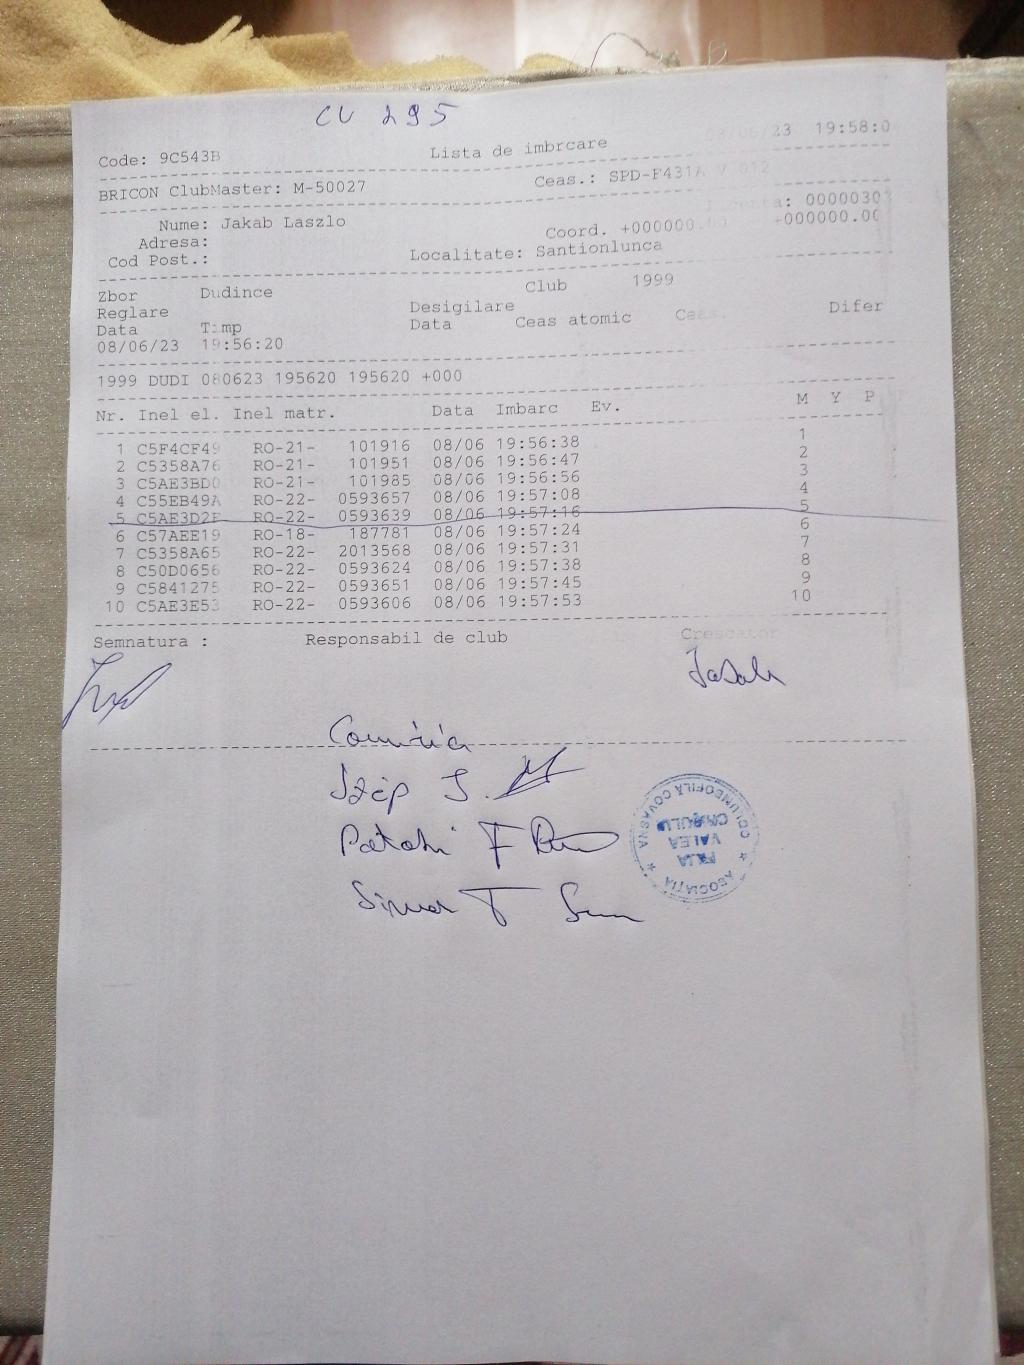 CU 295
Code: 9C543B Lista de imbrcare 08/06/23 19:58:0
BRICON ClubMaster: M-50027 Ceas.: SPD-F431A
Nume: Jakab Laszlo Licenta: 0000030
Adresa: Coord. +000000. +000000.00
Cod Post.: Localitate: Santionlunca
Zbor Dudince Club 1999
Reglare Desigilare
Data Timp Data Ceas atomic Ceas. Difer
08/06/23 19:56:20
1999 DUDI 080623 195620 195620 +000
Nr. Inel el. Inel matr. Data Imbarc Ev. M Y P
1 C5F4CF49 RO-21- 101916 08/06 19:56:38 1
2 C5358A76 RO-21- 101951 08/06 19:56:47 2
3 C5AE3BD0 RO-21- 101985 08/06 19:56:56 3
4 C55EB49A RO-22- 0593657 08/06 19:57:08 4
5 C5AE3D2E RO-22- 0593639 08/06 19:57:16 5
6 C57AEE19 RO-18- 187781 08/06 19:57:24 6
7 C5358A65 RO-22- 2013568 08/06 19:57:31 7
8 C50D0656 RO-22- 0593624 08/06 19:57:38 8
9 C5841275 RO-22- 0593651 08/06 19:57:45 9
10 C5AE3E53 RO-22- 0593606 08/06 19:57:53 10
Semnatura : Responsabil de club Crescator
Szép J.
ASOCIATIA COLUMBOFILA COVASNA
FILIA
VALEA